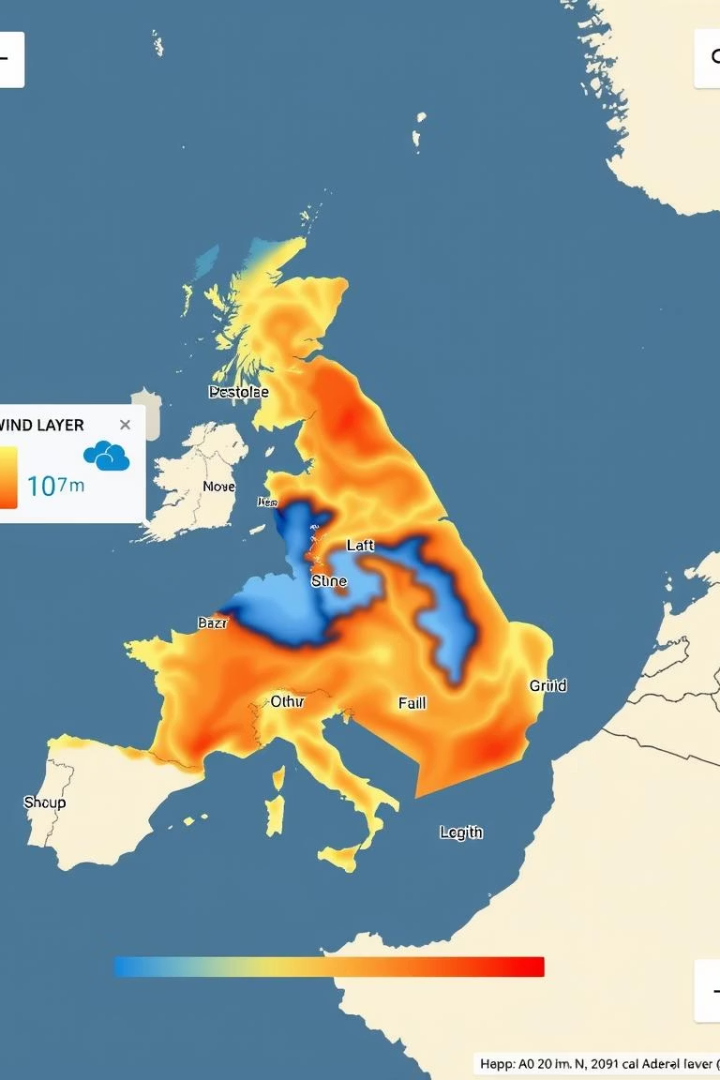 WIND LAYER
107m
Pestolae
Nove
Laft
Stine
Bazr
Othr
Faill
Grild
Shoup
Legith
Happ: A0 20 lm. N, 2091 cal Aderal lever